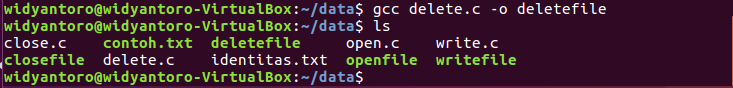 widyantoro@widyantoro-VirtualBox:~/data$ gcc delete.c -o deletefile
widyantoro@widyantoro-VirtualBox:~/data$ ls
close.c    contoh.txt  deletefile     open.c    write.c
closefile  delete.c    identitas.txt  openfile  writefile
widyantoro@widyantoro-VirtualBox:~/data$